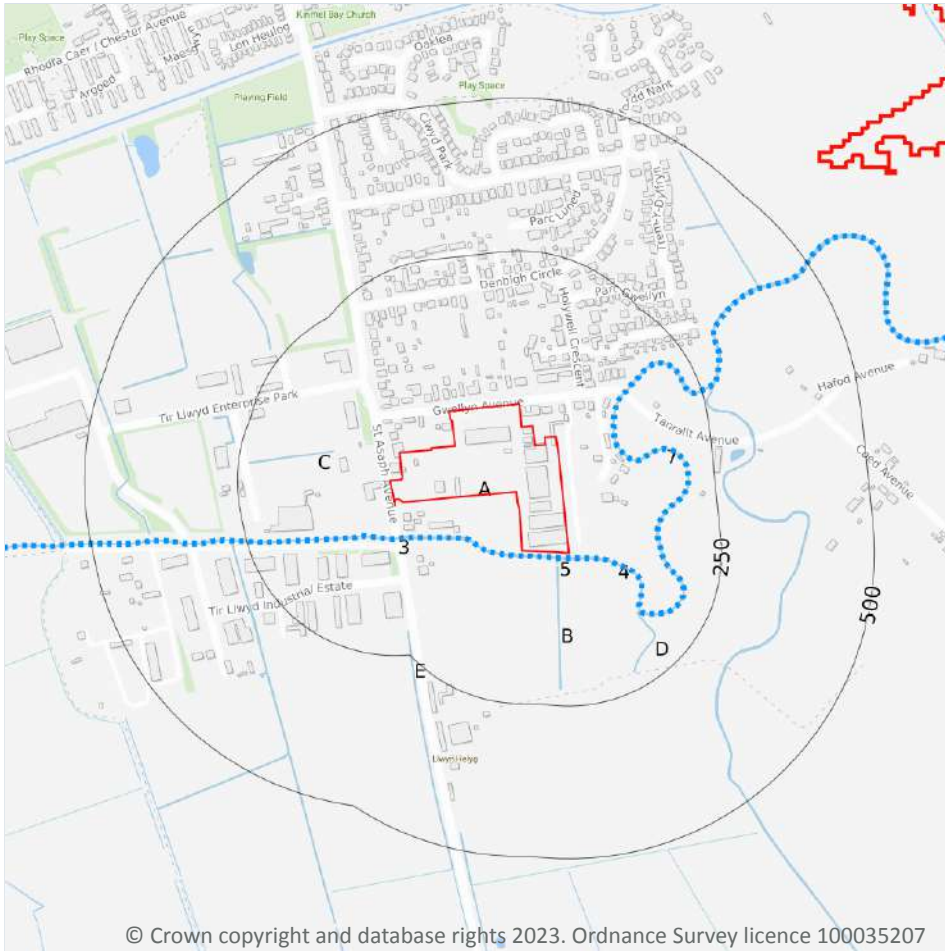 Kinmel Bay Church
Play Space
Rhodfa Caer / Chester Avenue
Lon Heulog
Maes
Argoed
Oaklea
Playing Field
Play Space
Clwyd Park
Parc Luned
Denbigh Circle
Parc Gwellyn
Holywell Crescent
Gwellyn Avenue
Tir Llwyd Enterprise Park
St Asaph Avenue
Hafod Avenue
Tanrallt Avenue
Coed Avenue
C
7
A
3
5
4
250
500
Tir Llwyd Industrial Estate
B
D
E
Llwyn Helyg
© Crown copyright and database rights 2023. Ordnance Survey licence 100035207